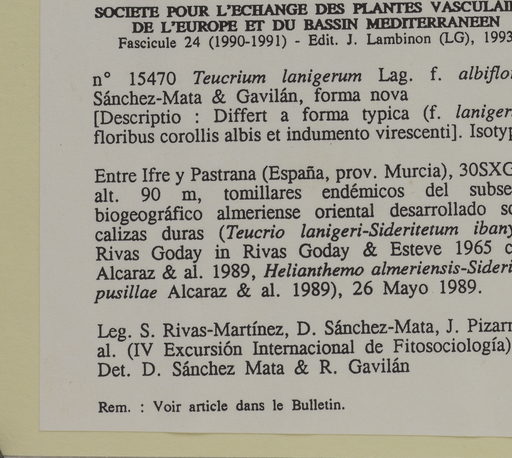 SOCIETE POUR L'ECHANGE DES PLANTES VASCULAI
DE L'EUROPE ET DU BASSIN MEDITERRANEEN
Fascicule 24 (1990-1991) - Edit. J. Lambinon (LG), 1993
n° 15470 Teucrium lanigerum Lag. f. albiflo
Sánchez-Mata & Gavilán, forma nova
[Descriptio : Differt a forma typica (f. laniger
floribus corollis albis et indumento virescenti]. Isotyp
Entre Ifre y Pastrana (España, prov. Murcia), 30SXG
alt. 90 m, tomillares endémicos del subse
biogeográfico almeriense oriental desarrollado so
calizas duras (Teucrio lanigeri-Sideritetum ibany
Rivas Goday in Rivas Goday & Esteve 1965 c
Alcaraz & al. 1989, Helianthemo almeriensis-Sideri
pusillae Alcaraz & al. 1989), 26 Mayo 1989.
Leg. S. Rivas-Martínez, D. Sánchez-Mata, J. Pizarr
al. (IV Excursión Internacional de Fitosociología)
Det. D. Sánchez Mata & R. Gavilán
Rem. : Voir article dans le Bulletin.